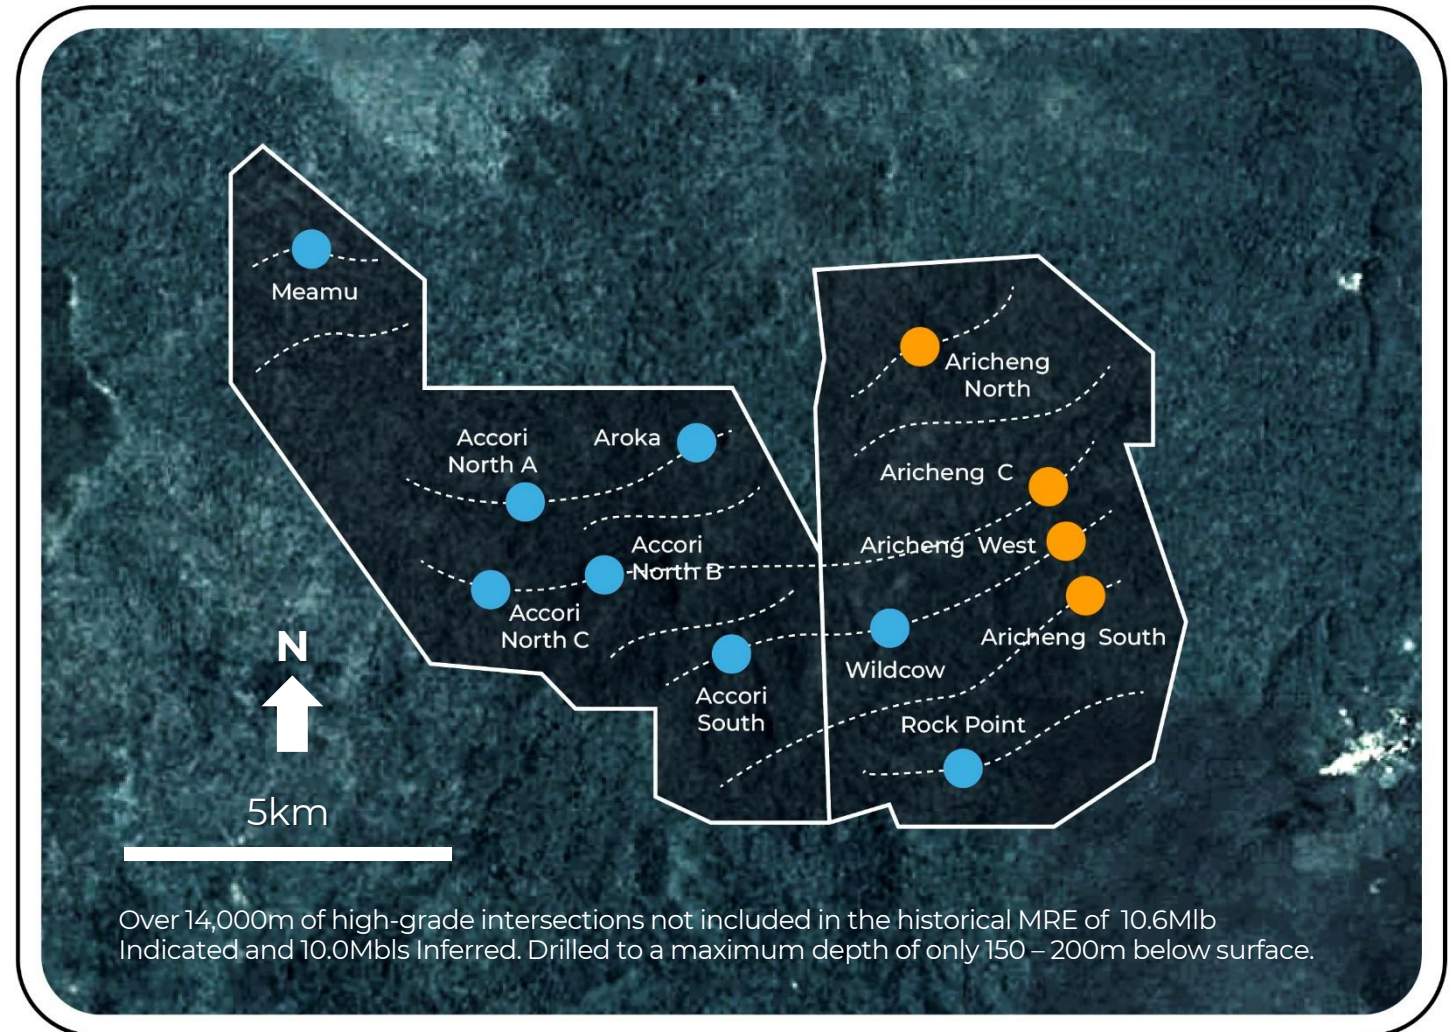 Meamu
Aricheng
North
Accori
North A
Aroka
Aricheng C
Accori
North B
Aricheng West
Accori
North C
Aricheng South
Wildcow
Accori
South
Rock Point
N
5km
Over 14,000m of high-grade intersections not included in the historical MRE of 10.6Mlb
Indicated and 10.0Mbls Inferred. Drilled to a maximum depth of only 150 – 200m below surface.